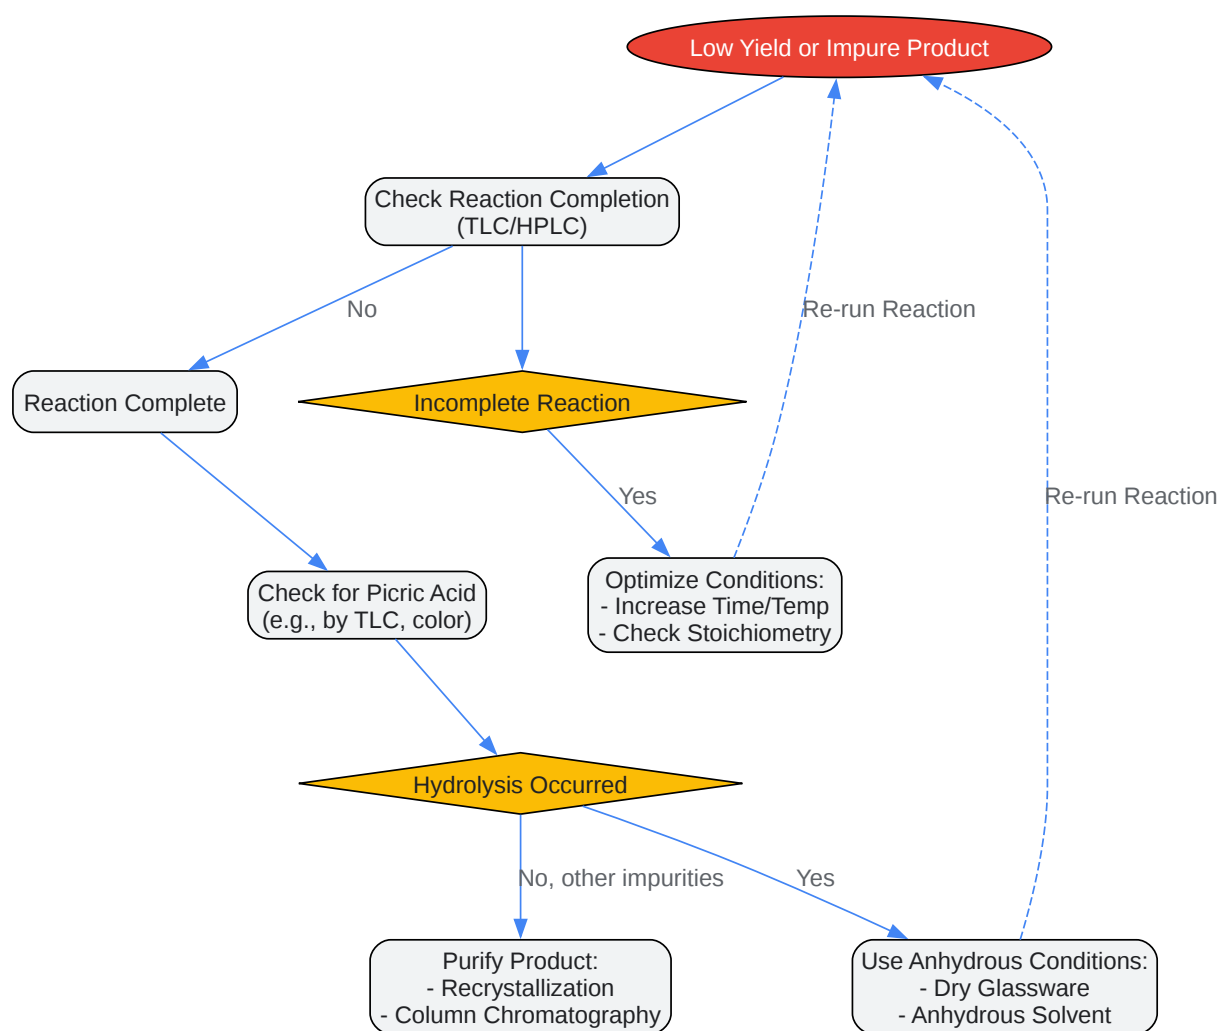 Low Yield or Impure Product
Check Reaction Completion
(TLC/HPLC)
No
Re-run Reaction
Reaction Complete
Incomplete Reaction
Yes
Re-run Reaction
Check for Picric Acid
(e.g., by TLC, color)
Optimize Conditions:
- Increase Time/Temp
- Check Stoichiometry
Hydrolysis Occurred
No, other impurities
Yes
Purify Product:
- Recrystallization
- Column Chromatography
Use Anhydrous Conditions:
- Dry Glassware
- Anhydrous Solvent